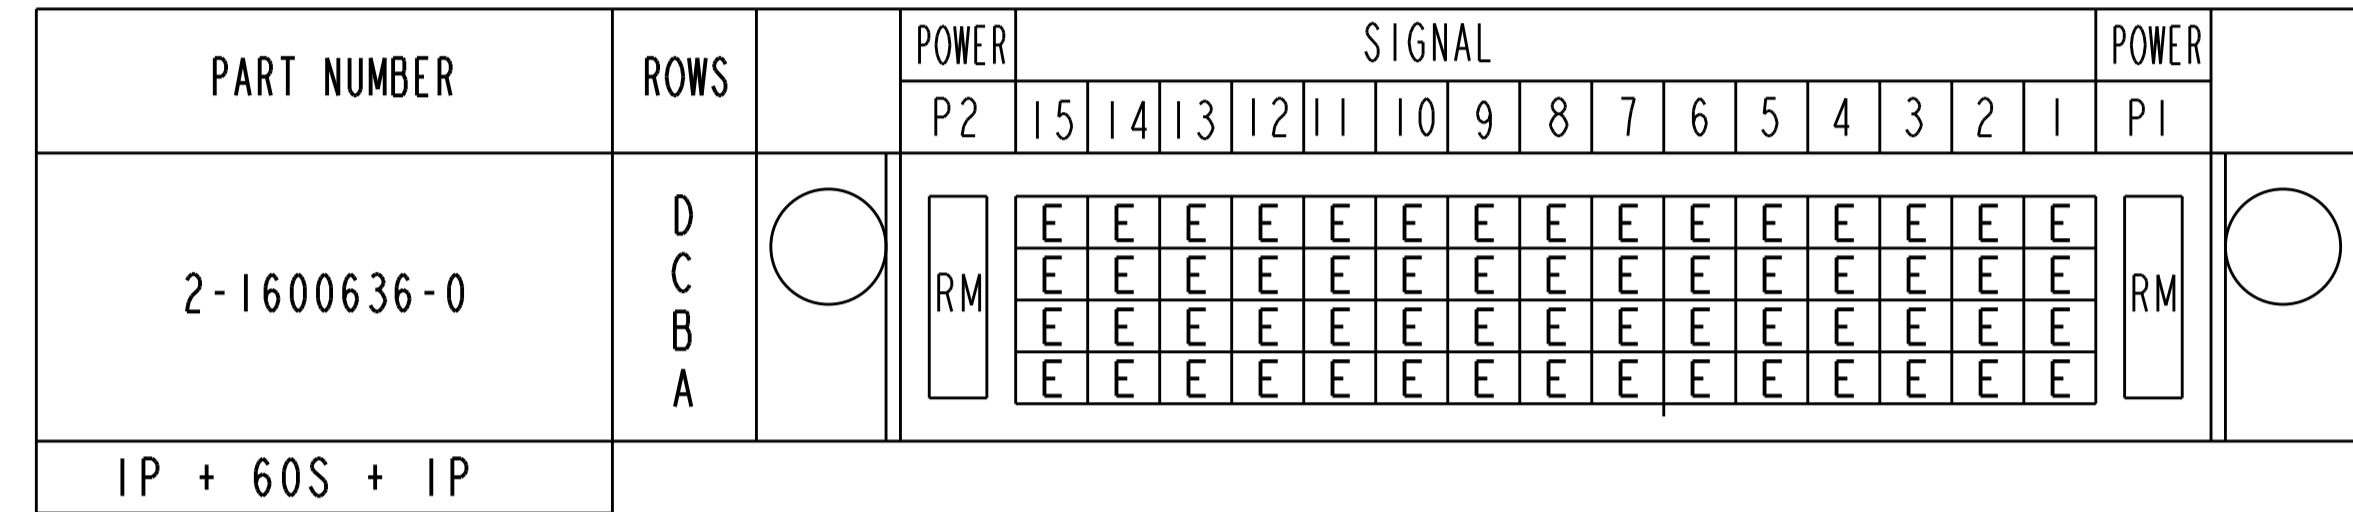 PART NUMBER ROWS POWER SIGNAL POWER
P2 15 14 13 12 11 10 9 8 7 6 5 4 3 2 1 P1
D E E E E E E E E E E E E E E E
C E E E E E E E E E E E E E E E
2-1600636-0 RM RM
B E E E E E E E E E E E E E E E
A E E E E E E E E E E E E E E E
1P + 60S + 1P